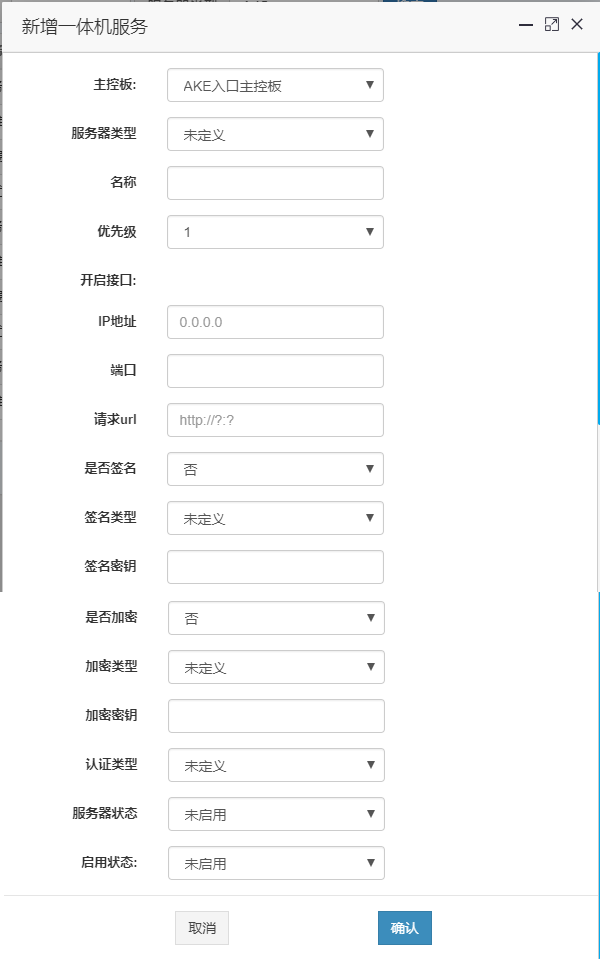 新增一体机服务
主控板: AKE入口主控板
服务器类型 未定义
名称
优先级 1
开启接口:
IP地址 0.0.0.0
端口
请求url http://?:?
是否签名 否
签名类型 未定义
签名密钥
是否加密 否
加密类型 未定义
加密密钥
认证类型 未定义
服务器状态 未启用
启用状态: 未启用
取消 确认